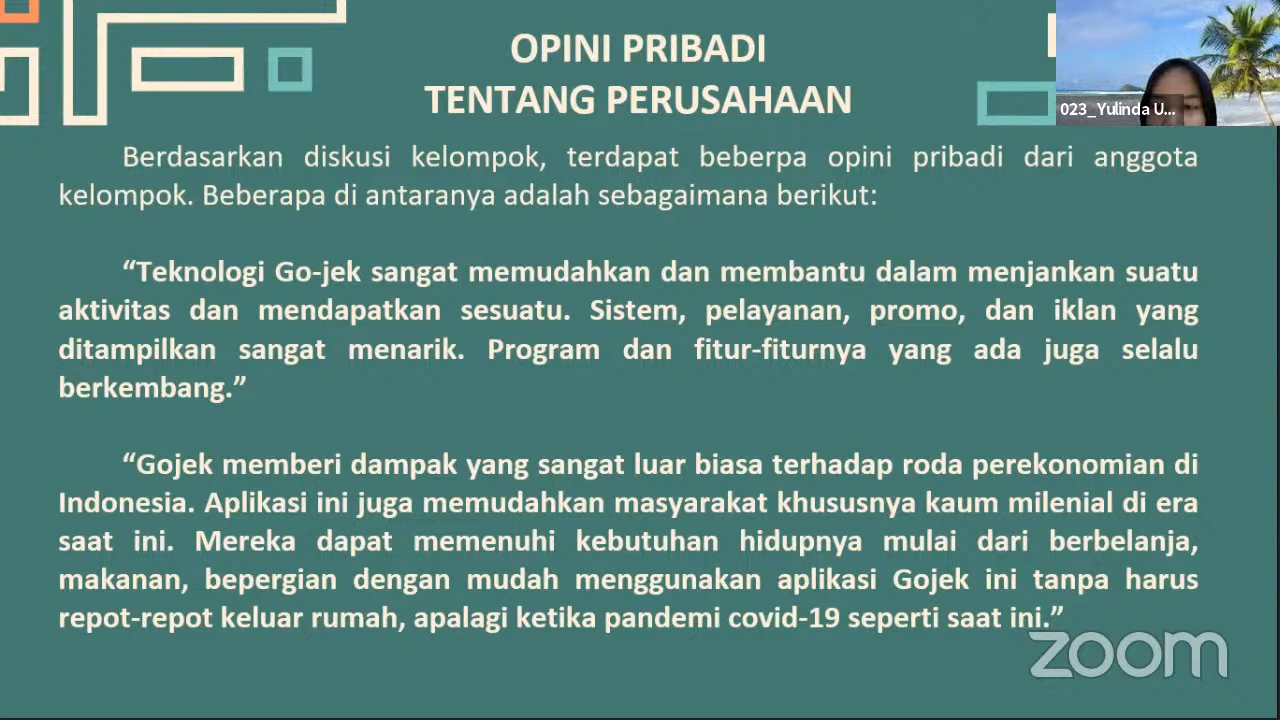 OPINI PRIBADI
TENTANG PERUSAHAAN
023_Yulinda U...
Berdasarkan diskusi kelompok, terdapat beberpa opini pribadi dari anggota
kelompok. Beberapa di antaranya adalah sebagaimana berikut:
“Teknologi Go-jek sangat memudahkan dan membantu dalam menjankan suatu
aktivitas dan mendapatkan sesuatu. Sistem, pelayanan, promo, dan iklan yang
ditampilkan sangat menarik. Program dan fitur-fiturnya yang ada juga selalu
berkembang.”
“Gojek memberi dampak yang sangat luar biasa terhadap roda perekonomian di
Indonesia. Aplikasi ini juga memudahkan masyarakat khususnya kaum milenial di era
saat ini. Mereka dapat memenuhi kebutuhan hidupnya mulai dari berbelanja,
makanan, bepergian dengan mudah menggunakan aplikasi Gojek ini tanpa harus
repot-repot keluar rumah, apalagi ketika pandemi covid-19 seperti saat ini.”
zoom